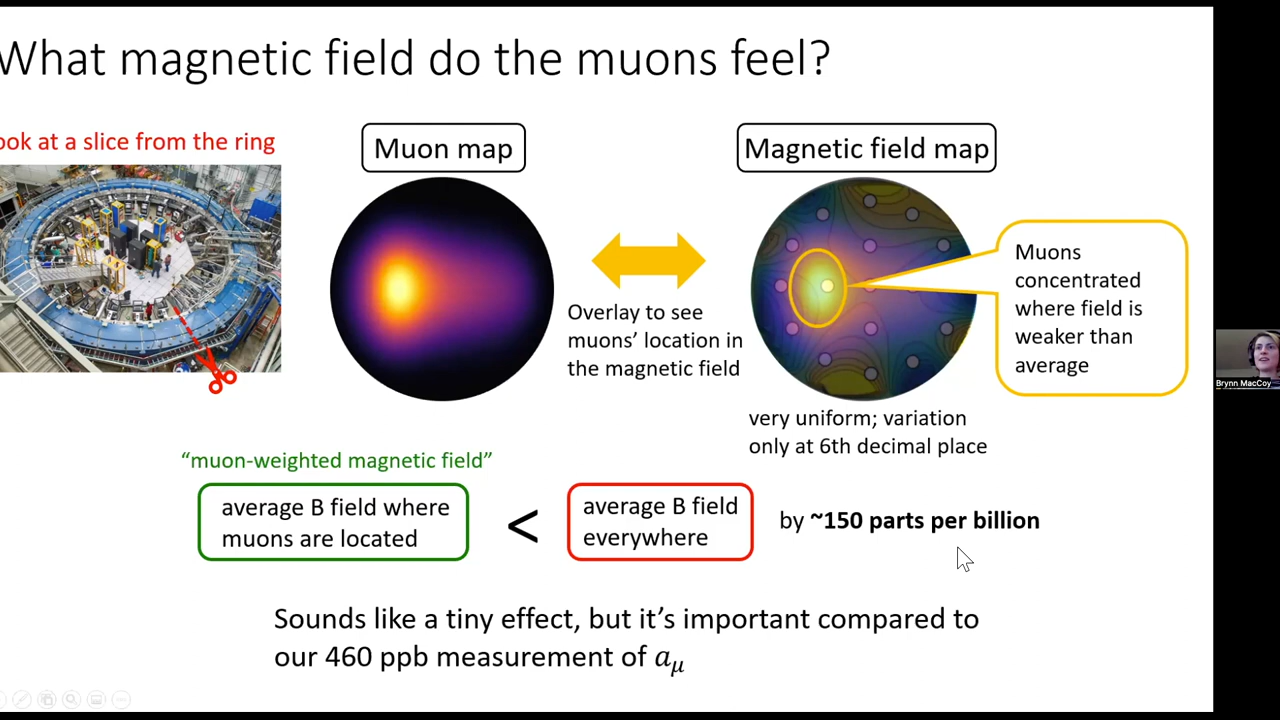 What magnetic field do the muons feel?
ook at a slice from the ring
Muon map
Magnetic field map
Overlay to see
muons' location in
the magnetic field
Muons
concentrated
where field is
weaker than
average
very uniform; variation
only at 6th decimal place
"muon-weighted magnetic field"
average B field where
muons are located
<
average B field
everywhere
by ~150 parts per billion
Sounds like a tiny effect, but it's important compared to
our 460 ppb measurement of aμ
Brynn MacCoy